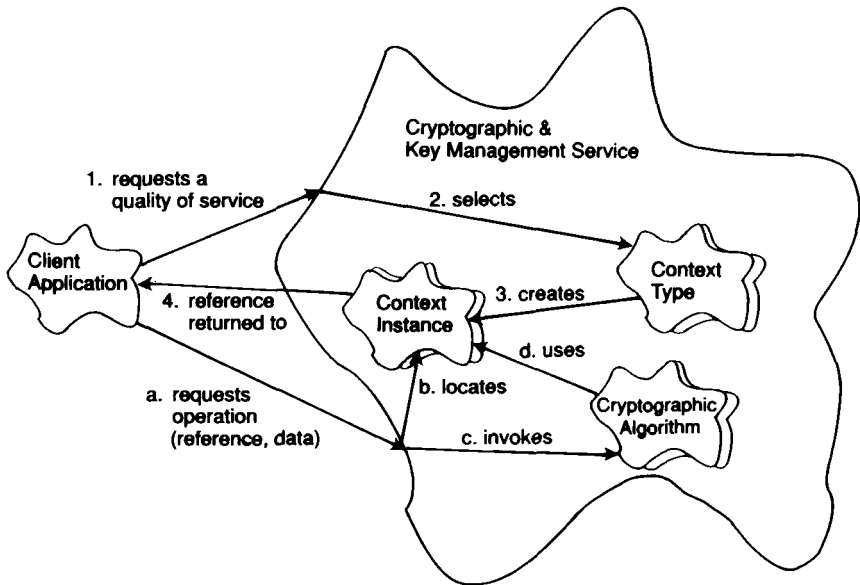 Cryptographic &
Key Management Service
1. requests a
quality of service
2. selects
Client
Application
Context
Type
3. creates
4. reference
returned to
Context
Instance
d. uses
a. requests
operation
(reference, data)
b. locates
Cryptographic
Algorithm
c. invokes